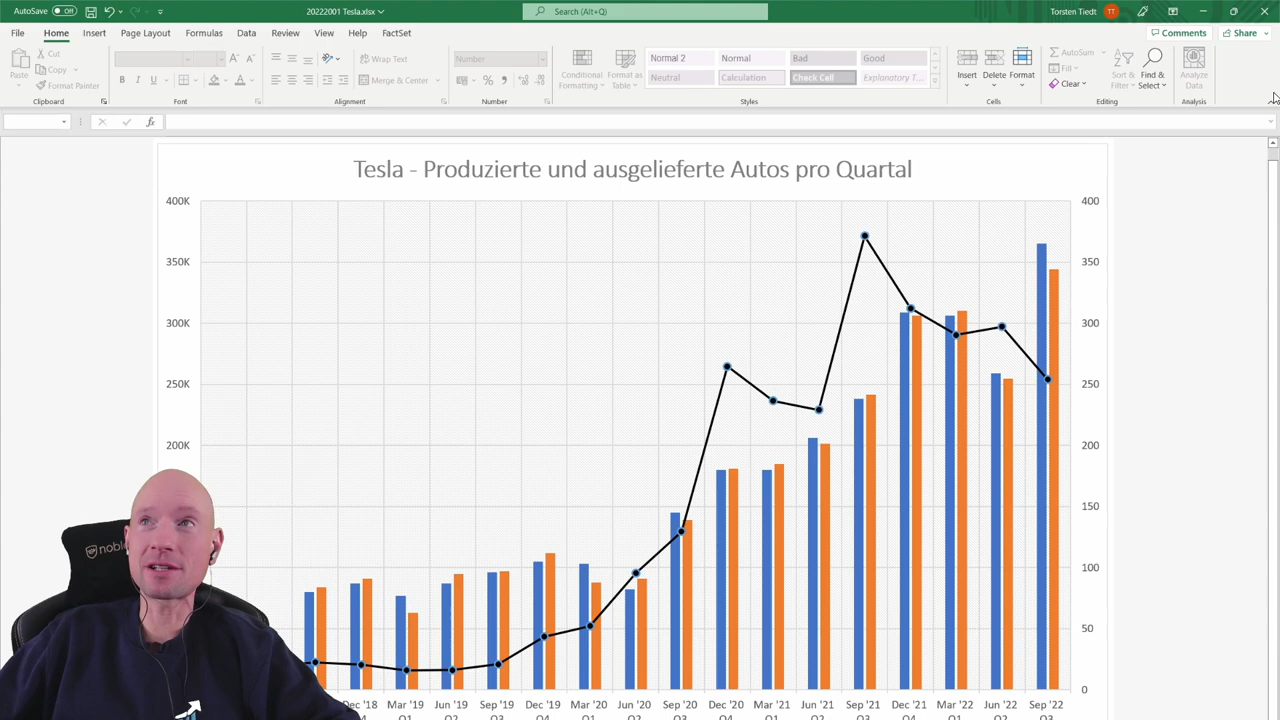 AutoSave Off 20222001 Tesla.xlsx Search (Alt+Q) Torsten Tiedt TT
File Home Insert Page Layout Formulas Data Review View Help FactSet Comments Share
Paste Cut Copy Format Painter
Clipboard
B I U A A A
Font
Wrap Text
Merge & Center
Alignment
Number
%
Number
Conditional Formatting
Format as Table
Normal 2 Normal Bad Good
Neutral Calculation Check Cell Explanatory T...
Styles
Insert Delete Format
Cells
AutoSum
Fill
Clear
Sort & Filter
Find & Select
Editing
Analyze Data
Analysis
fx
Tesla - Produzierte und ausgelieferte Autos pro Quartal
400K 400
350K 350
300K 300
250K 250
200K 200
150
100
50
0
noble
Dec '18 Mar '19 Jun '19 Sep '19 Dec '19 Mar '20 Jun '20 Sep '20 Dec '20 Mar '21 Jun '21 Sep '21 Dec '21 Mar '22 Jun '22 Sep '22
Q4 Q1 Q2 Q3 Q4 Q1 Q2 Q3 Q4 Q1 Q2 Q3 Q4 Q1 Q2 Q3